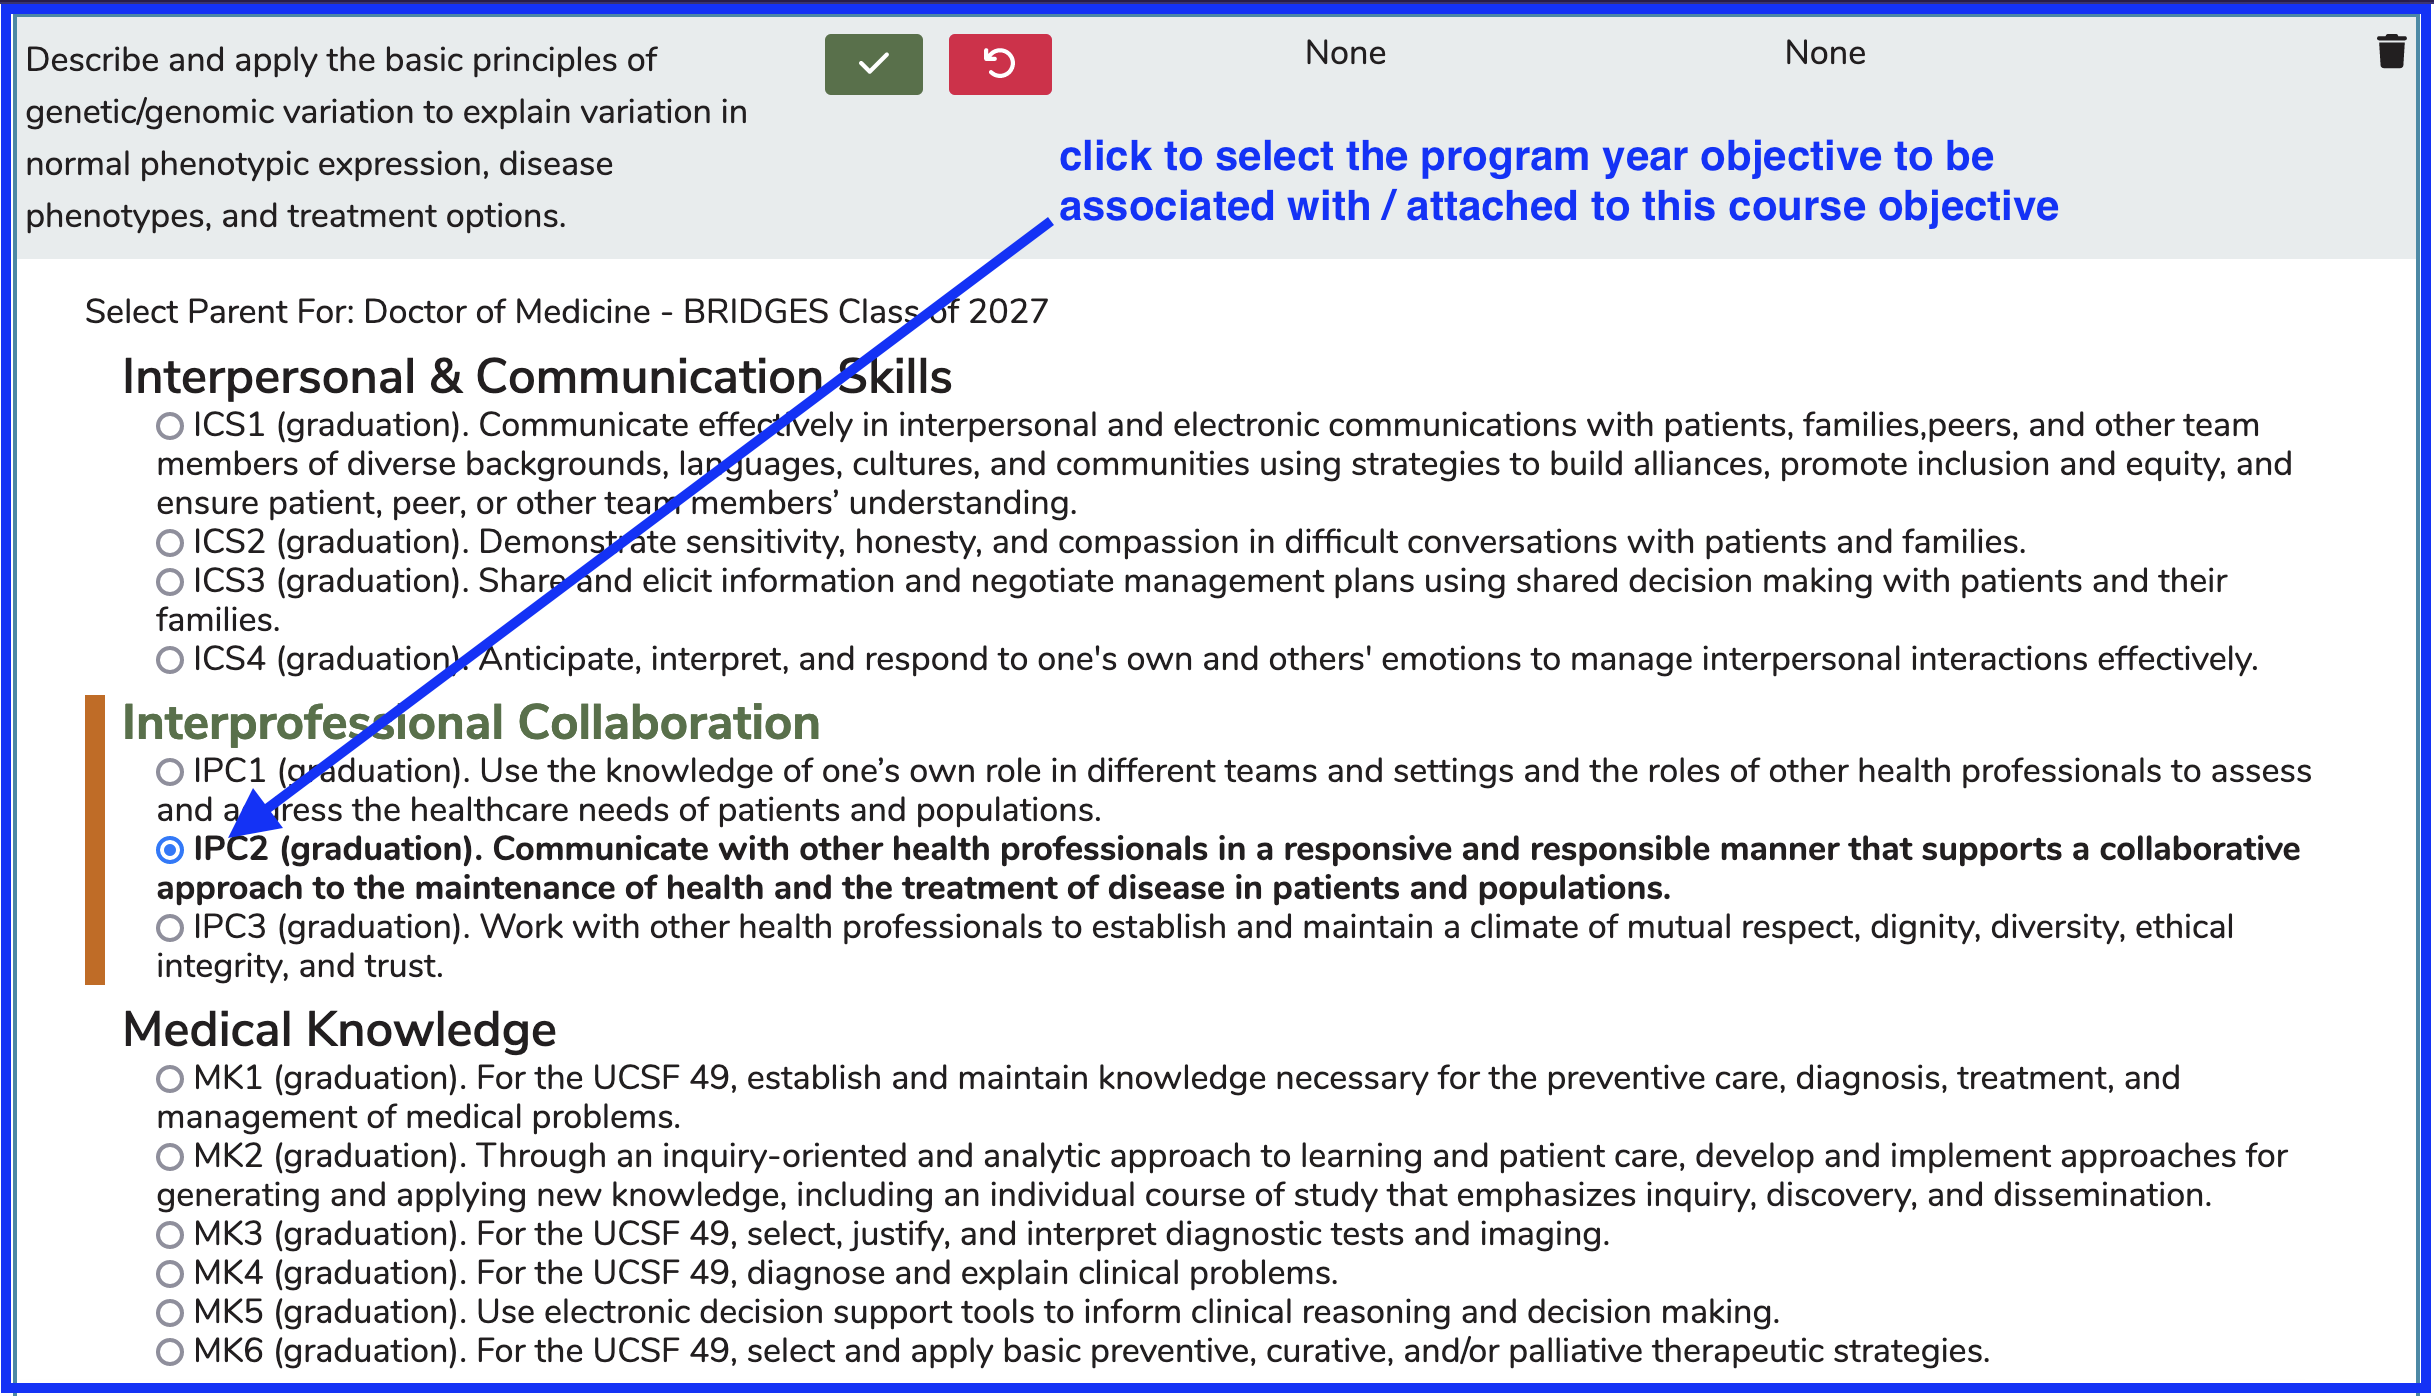 Describe and apply the basic principles of
genetic/genomic variation to explain variation in
normal phenotypic expression, disease
phenotypes, and treatment options.
None
None
click to select the program year objective to be
associated with / attached to this course objective
Select Parent For: Doctor of Medicine - BRIDGES Class of 2027
Interpersonal & Communication Skills
ICS1 (graduation). Communicate effectively in interpersonal and electronic communications with patients, families,peers, and other team
members of diverse backgrounds, languages, cultures, and communities using strategies to build alliances, promote inclusion and equity, and
ensure patient, peer, or other team members’ understanding.
ICS2 (graduation). Demonstrate sensitivity, honesty, and compassion in difficult conversations with patients and families.
ICS3 (graduation). Share and elicit information and negotiate management plans using shared decision making with patients and their
families.
ICS4 (graduation). Anticipate, interpret, and respond to one's own and others' emotions to manage interpersonal interactions effectively.
Interprofessional Collaboration
IPC1 (graduation). Use the knowledge of one’s own role in different teams and settings and the roles of other health professionals to assess
and address the healthcare needs of patients and populations.
IPC2 (graduation). Communicate with other health professionals in a responsive and responsible manner that supports a collaborative
approach to the maintenance of health and the treatment of disease in patients and populations.
IPC3 (graduation). Work with other health professionals to establish and maintain a climate of mutual respect, dignity, diversity, ethical
integrity, and trust.
Medical Knowledge
MK1 (graduation). For the UCSF 49, establish and maintain knowledge necessary for the preventive care, diagnosis, treatment, and
management of medical problems.
MK2 (graduation). Through an inquiry-oriented and analytic approach to learning and patient care, develop and implement approaches for
generating and applying new knowledge, including an individual course of study that emphasizes inquiry, discovery, and dissemination.
MK3 (graduation). For the UCSF 49, select, justify, and interpret diagnostic tests and imaging.
MK4 (graduation). For the UCSF 49, diagnose and explain clinical problems.
MK5 (graduation). Use electronic decision support tools to inform clinical reasoning and decision making.
MK6 (graduation). For the UCSF 49, select and apply basic preventive, curative, and/or palliative therapeutic strategies.